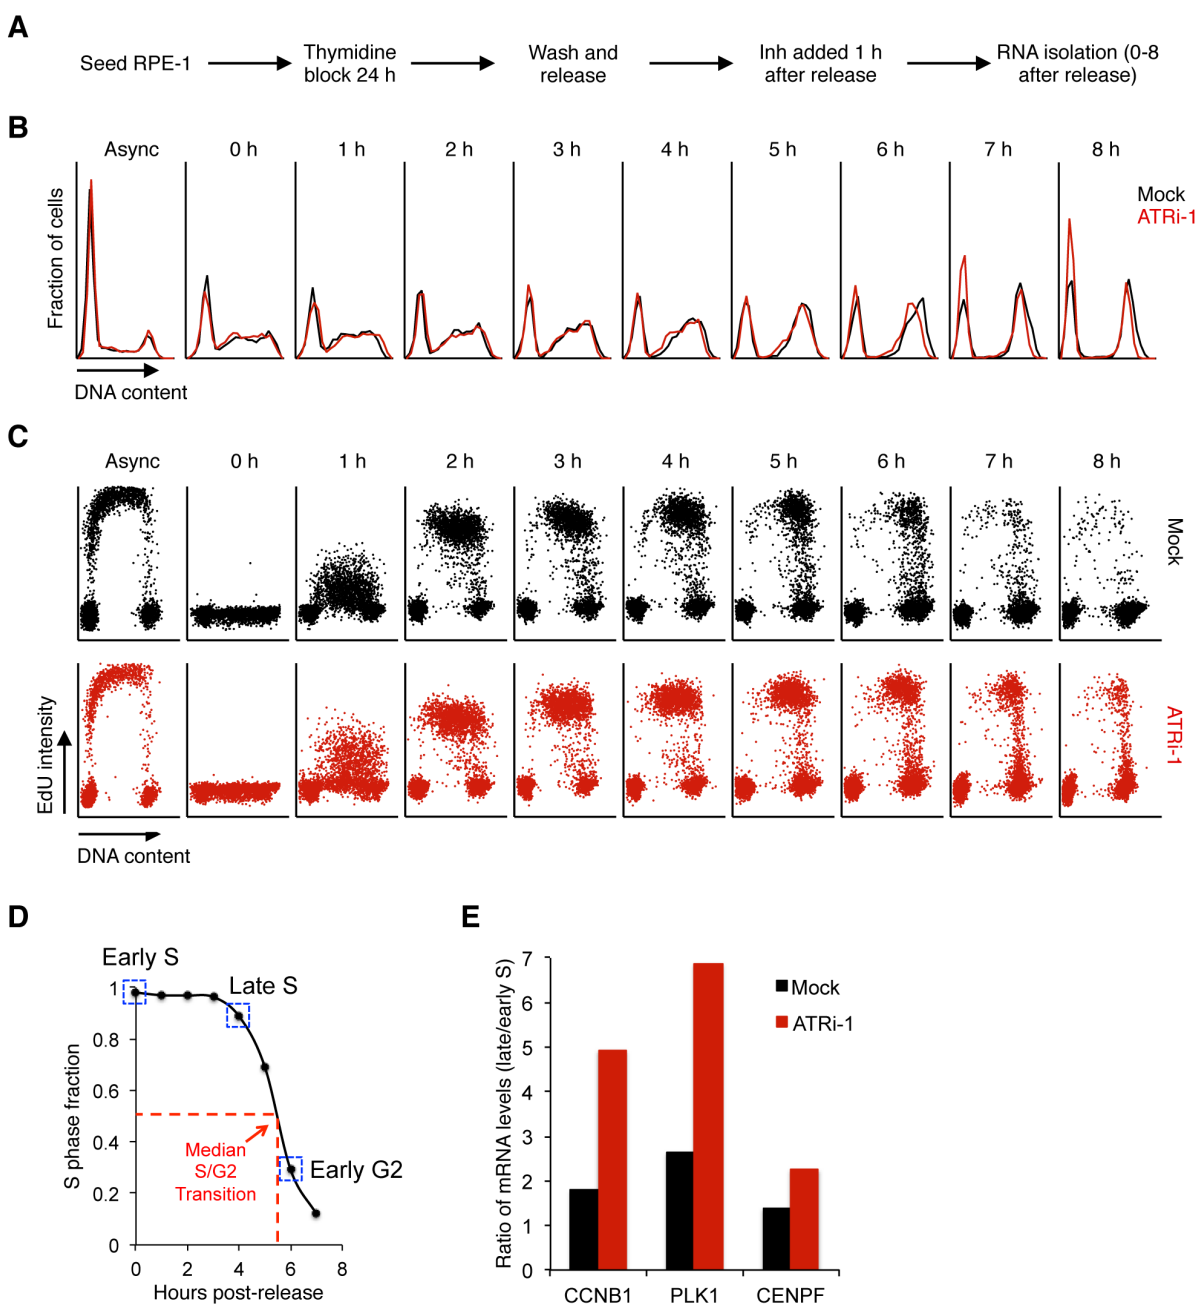 A
Seed RPE-1
Thymidine
block 24 h
Wash and
release
Inh added 1 h
after release
RNA isolation (0-8
after release)
B
Async 0 h 1 h 2 h 3 h 4 h 5 h 6 h 7 h 8 h
Fraction of cells
Mock
ATRi-1
DNA content
C
Async 0 h 1 h 2 h 3 h 4 h 5 h 6 h 7 h 8 h
Mock
EdU intensity
ATRi-1
DNA content
D
Early S
Late S
1
0.8
0.6
0.4
0.2
0
S phase fraction
Median
S/G2
Transition
Early G2
0 2 4 6 8
Hours post-release
E
Ratio of mRNA levels (late/early S)
7
6
5
4
3
2
1
0
Mock
ATRi-1
CCNB1 PLK1 CENPF